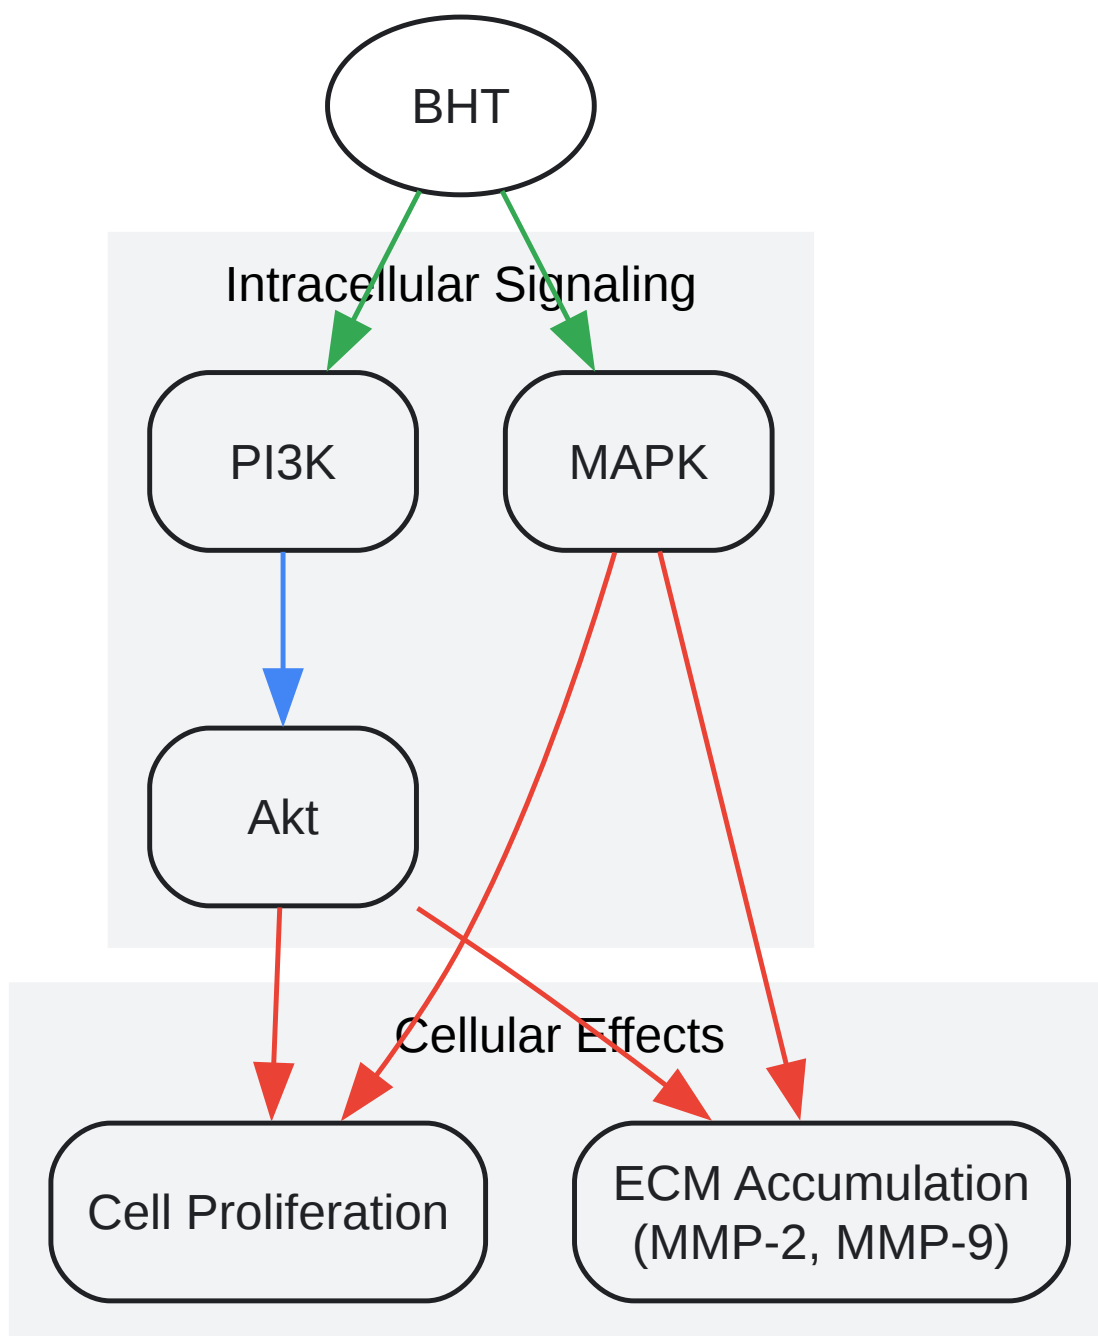 BHT
Intracellular Signaling
PI3K
MAPK
Akt
Cellular Effects
Cell Proliferation
ECM Accumulation
(MMP-2, MMP-9)